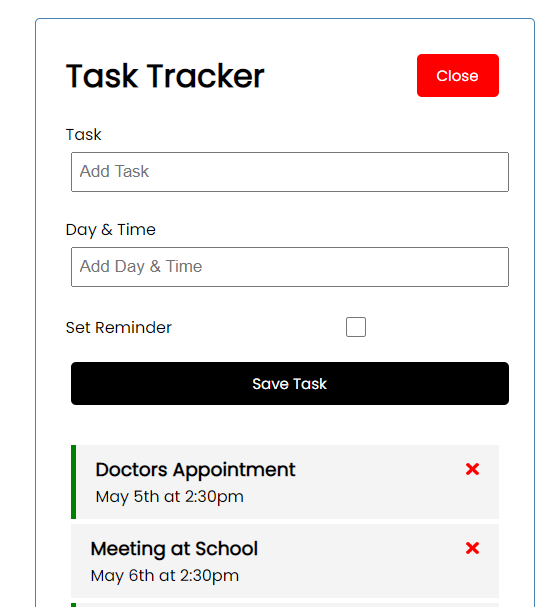 Task Tracker
Close
Task
Add Task
Day & Time
Add Day & Time
Set Reminder
Save Task
Doctors Appointment
May 5th at 2:30pm
Meeting at School
May 6th at 2:30pm